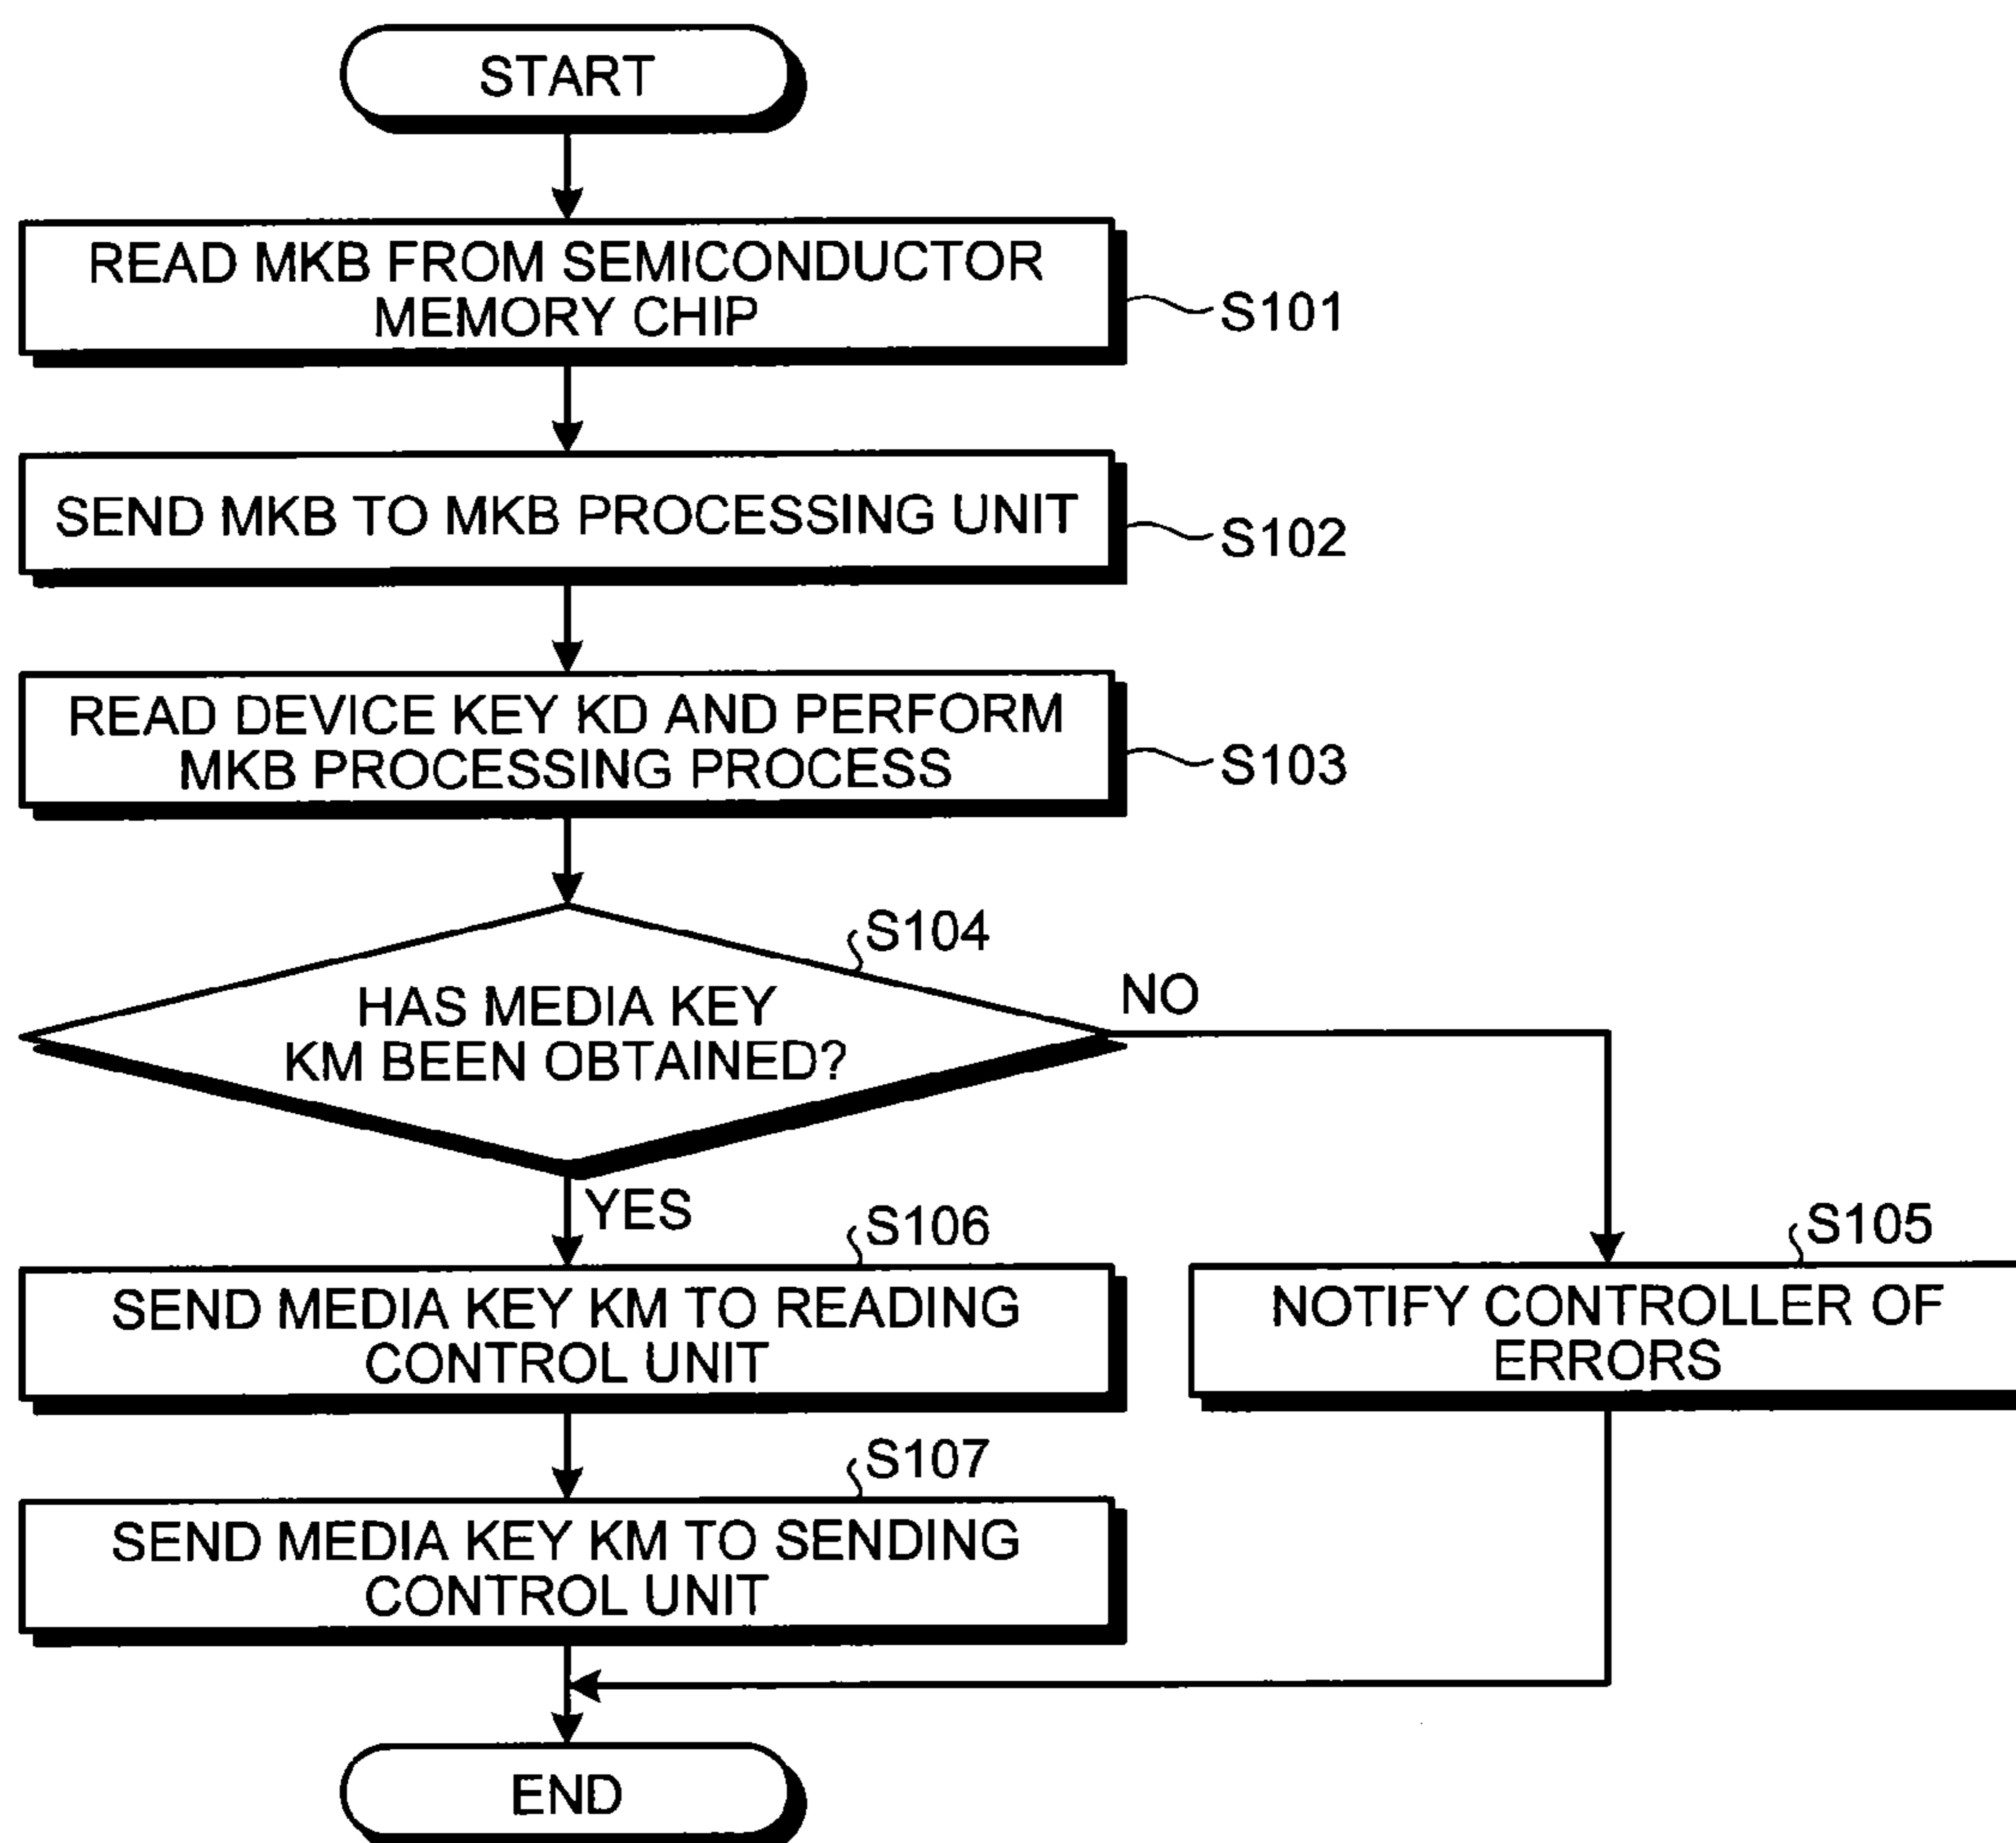 START
READ MKB FROM SEMICONDUCTOR
MEMORY CHIP
S101
SEND MKB TO MKB PROCESSING UNIT
S102
READ DEVICE KEY KD AND PERFORM
MKB PROCESSING PROCESS
S103
S104
HAS MEDIA KEY
KM BEEN OBTAINED?
NO
YES
S106
SEND MEDIA KEY KM TO READING
CONTROL UNIT
S105
NOTIFY CONTROLLER OF
ERRORS
S107
SEND MEDIA KEY KM TO SENDING
CONTROL UNIT
END